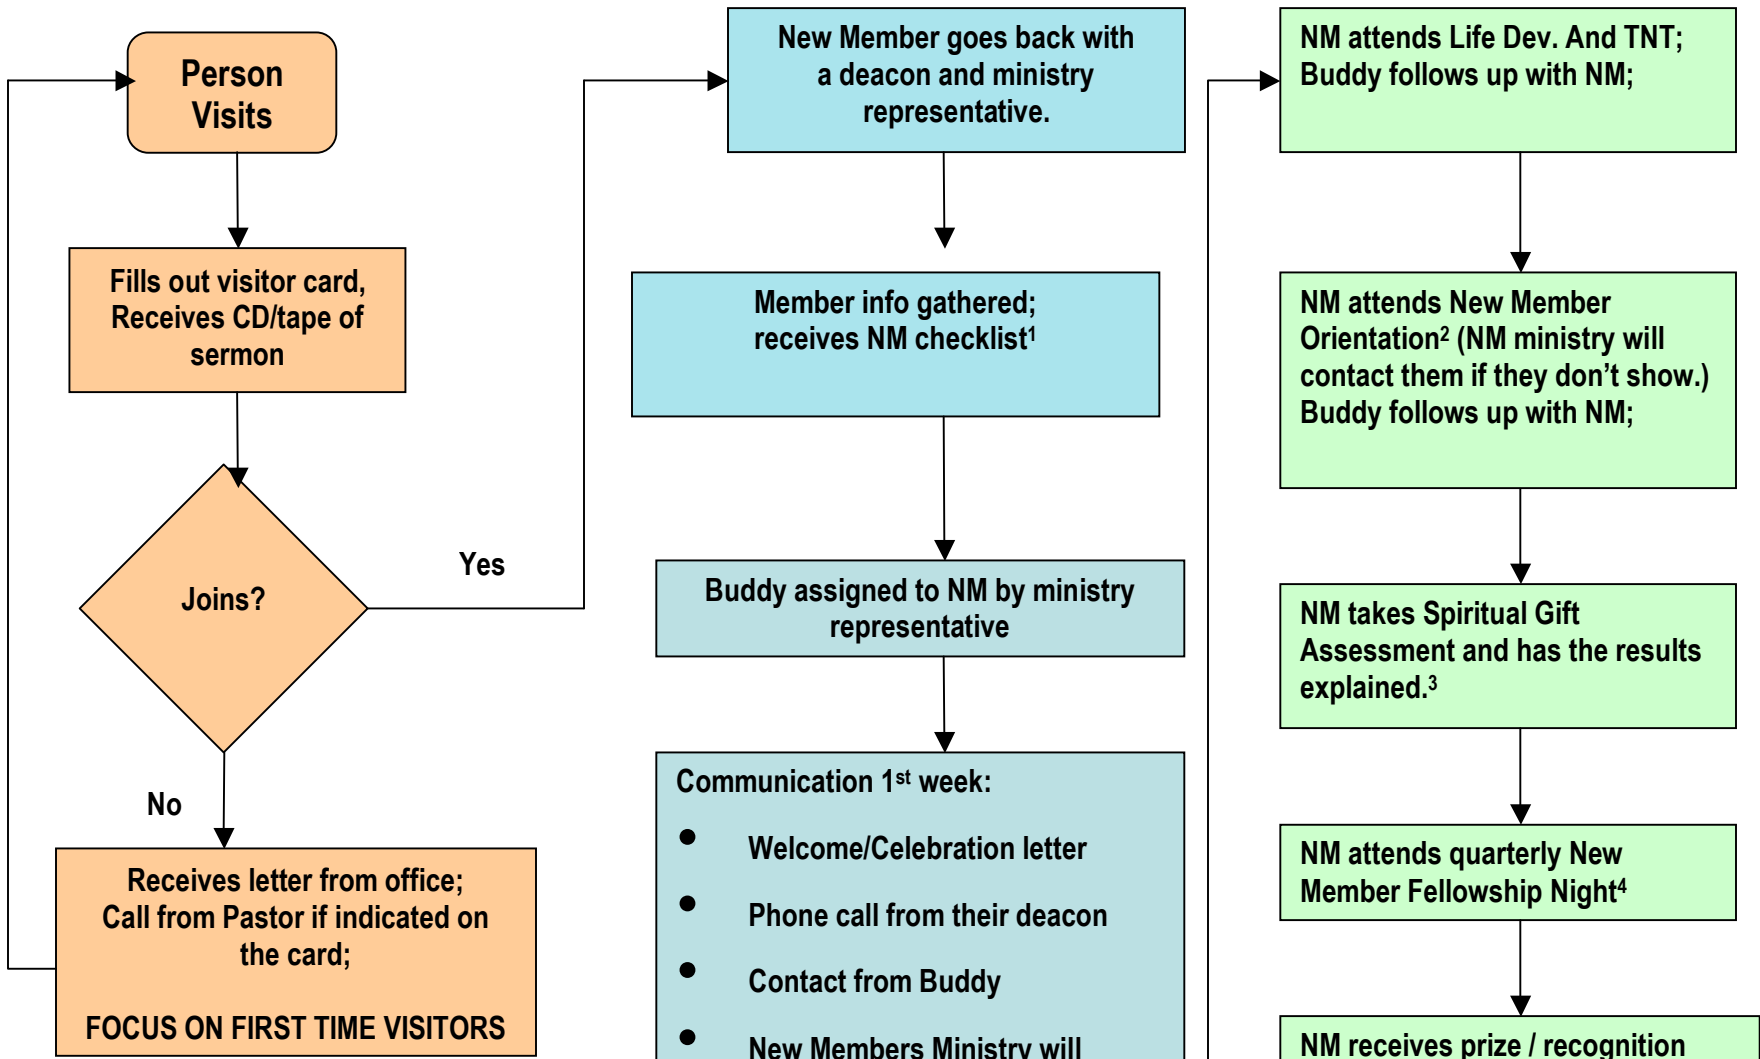 Person
Visits
Fills out visitor card,
Receives CD/tape of
sermon
Joins?
Yes
No
Receives letter from office;
Call from Pastor if indicated on
the card;
FOCUS ON FIRST TIME VISITORS
New Member goes back with
a deacon and ministry
representative.
Member info gathered;
receives NM checklist¹
Buddy assigned to NM by ministry
representative
Communication 1st week:
• Welcome/Celebration letter
• Phone call from their deacon
• Contact from Buddy
• New Members Ministry will
NM attends Life Dev. And TNT;
Buddy follows up with NM;
NM attends New Member
Orientation² (NM ministry will
contact them if they don’t show.)
Buddy follows up with NM;
NM takes Spiritual Gift
Assessment and has the results
explained.³
NM attends quarterly New
Member Fellowship Night⁴
NM receives prize / recognition